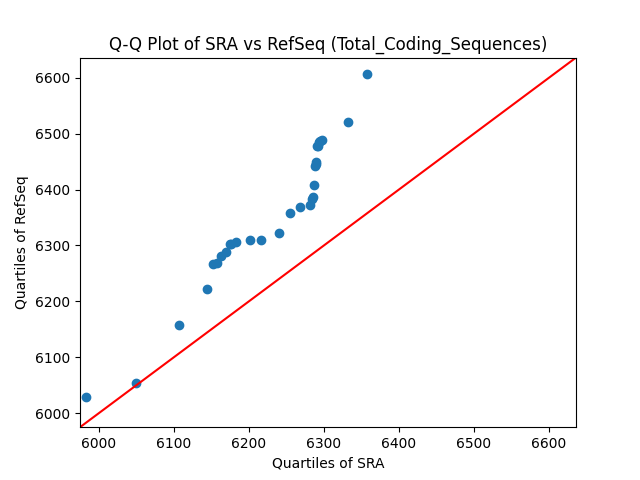 Q-Q Plot of SRA vs RefSeq (Total_Coding_Sequences)
Quartiles of RefSeq
6600
6500
6400
6300
6200
6100
6000
6000 6100 6200 6300 6400 6500 6600
Quartiles of SRA